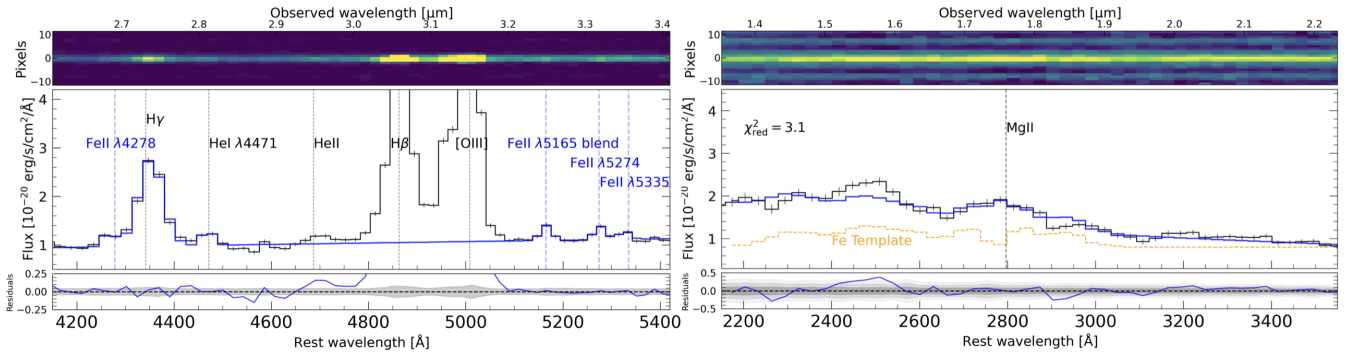 Observed wavelength [μm]
2.7 2.8 2.9 3.0 3.1 3.2 3.3 3.4
Pixels
10
0
−10
Flux [10⁻²⁰ erg/s/cm²/Å]
4
3
2
1
Hγ
FeII λ4278
HeI λ4471
HeII
Hβ
[OIII]
FeII λ5165 blend
FeII λ5274
FeII λ5335
Residuals
0.25
0.00
−0.25
4200 4400 4600 4800 5000 5200 5400
Rest wavelength [Å]
Observed wavelength [μm]
1.4 1.5 1.6 1.7 1.8 1.9 2.0 2.1 2.2
Pixels
10
0
−10
Flux [10⁻²⁰ erg/s/cm²/Å]
4
3
2
1
χ²red = 3.1
MgII
Fe Template
Residuals
0.5
0.0
−0.5
2200 2400 2600 2800 3000 3200 3400
Rest wavelength [Å]